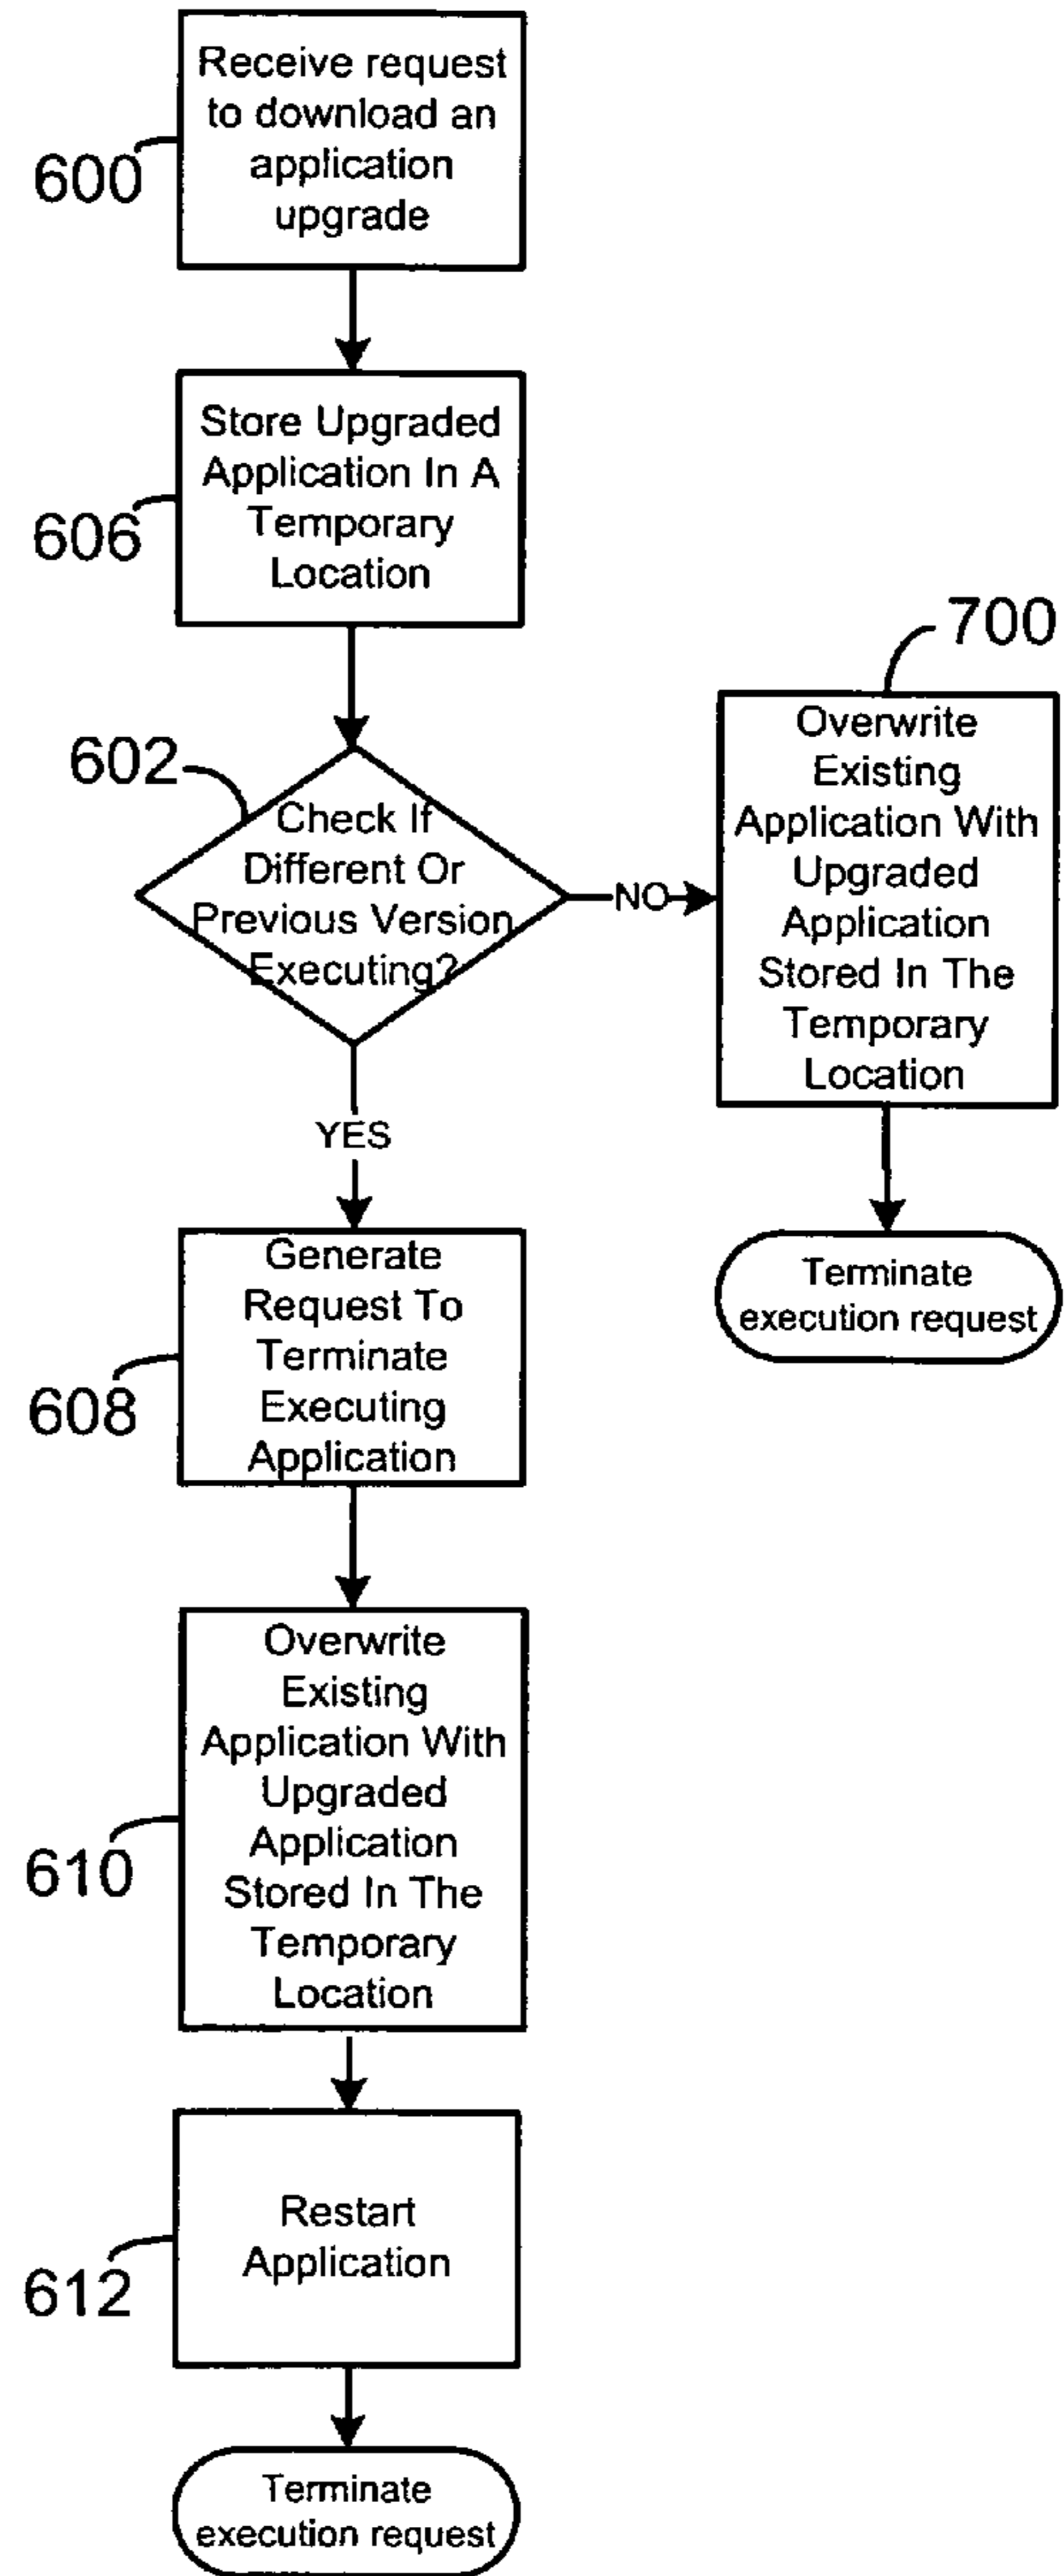 Receive request
to download an
application
upgrade
600
Store Upgraded
Application In A
Temporary
Location
606
602
Check If
Different Or
Previous Version
Executing?
NO
700
Overwrite
Existing
Application With
Upgraded
Application
Stored In The
Temporary
Location
Terminate
execution request
YES
Generate
Request To
Terminate
Executing
Application
608
Overwrite
Existing
Application With
Upgraded
Application
Stored In The
Temporary
Location
610
Restart
Application
612
Terminate
execution request